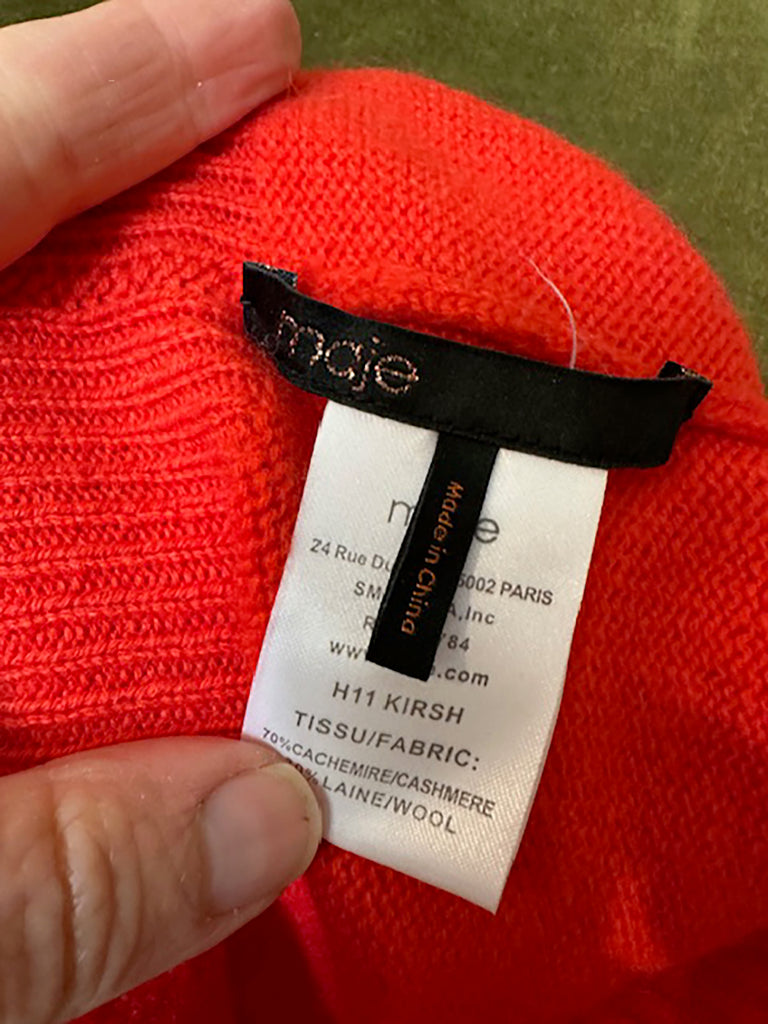 maje
Made in China
m e
24 Rue Du 5002 PARIS
SM A,Inc
R 84
ww .com
H11 KIRSH
TISSU/FABRIC:
70%CACHEMIRE/CASHMERE
% LAINE/WOOL